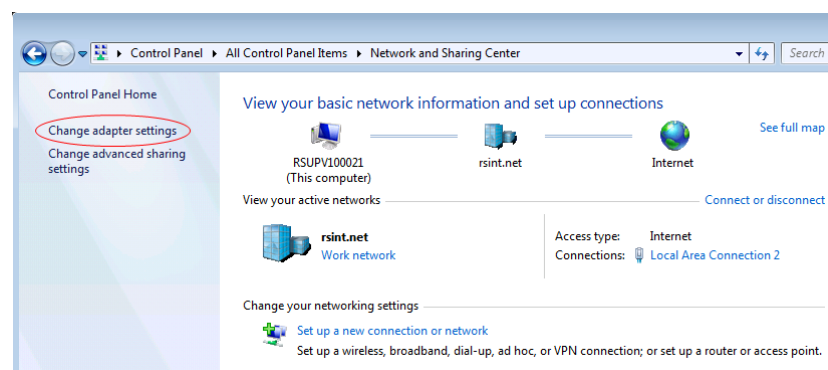 Control Panel
All Control Panel Items
Network and Sharing Center
Search
Control Panel Home
Change adapter settings
Change advanced sharing
settings
View your basic network information and set up connections
See full map
RSUPV100021
(This computer)
rsint.net
Internet
View your active networks
Connect or disconnect
rsint.net
Work network
Access type: Internet
Connections: Local Area Connection 2
Change your networking settings
Set up a new connection or network
Set up a wireless, broadband, dial-up, ad hoc, or VPN connection; or set up a router or access point.